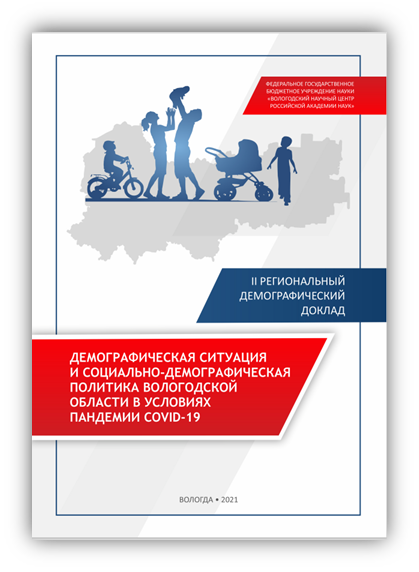 ФЕДЕРАЛЬНОЕ ГОСУДАРСТВЕННОЕ
БЮДЖЕТНОЕ УЧРЕЖДЕНИЕ НАУКИ
«ВОЛОГОДСКИЙ НАУЧНЫЙ ЦЕНТР
РОССИЙСКОЙ АКАДЕМИИ НАУК»
II РЕГИОНАЛЬНЫЙ
ДЕМОГРАФИЧЕСКИЙ
ДОКЛАД
ДЕМОГРАФИЧЕСКАЯ СИТУАЦИЯ
И СОЦИАЛЬНО-ДЕМОГРАФИЧЕСКАЯ
ПОЛИТИКА ВОЛОГОДСКОЙ
ОБЛАСТИ В УСЛОВИЯХ
ПАНДЕМИИ COVID-19
ВОЛОГДА • 2021